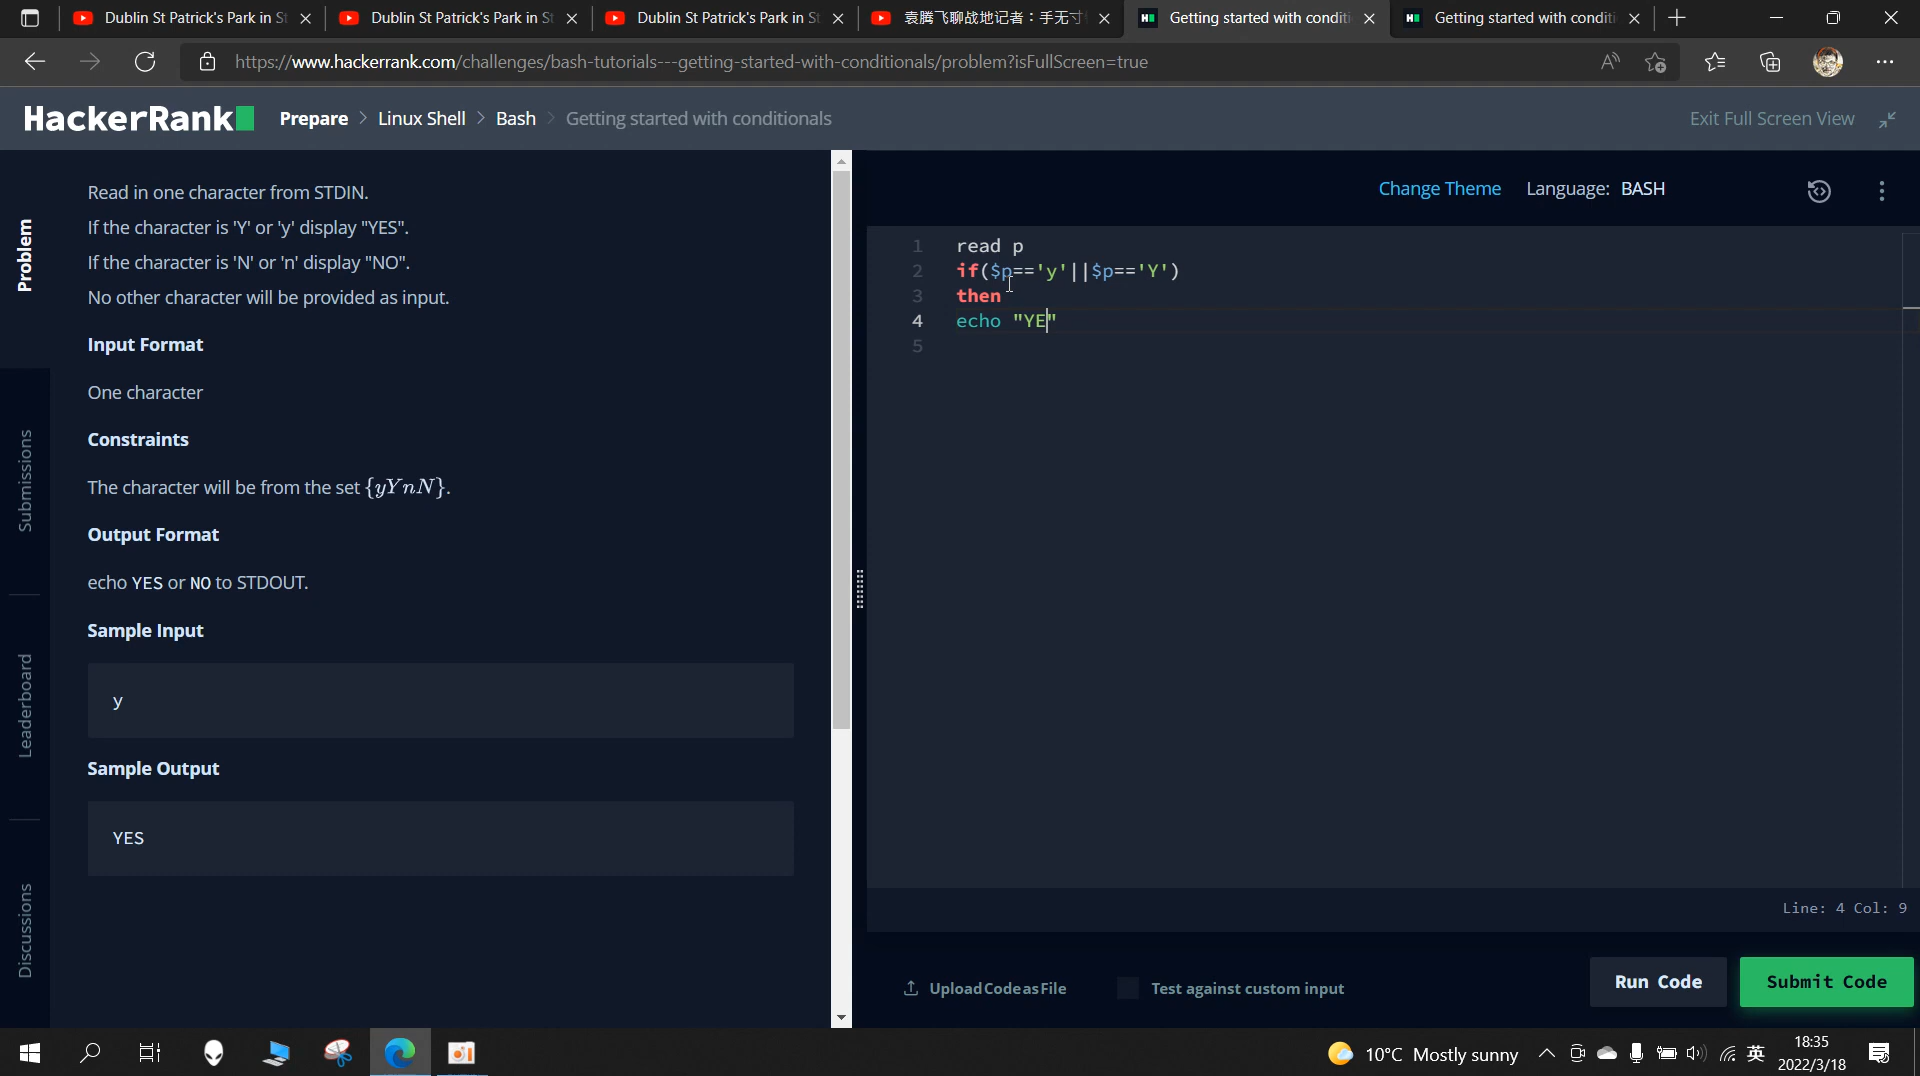 Dublin St Patrick's Park in St
Dublin St Patrick's Park in St
Dublin St Patrick's Park in St
袁腾飞聊战地记者：手无寸
Getting started with conditi
Getting started with conditi
https://www.hackerrank.com/challenges/bash-tutorials---getting-started-with-conditionals/problem?isFullScreen=true
HackerRank
Prepare > Linux Shell > Bash > Getting started with conditionals
Exit Full Screen View
Problem
Submissions
Leaderboard
Discussions
Read in one character from STDIN.
If the character is 'Y' or 'y' display "YES".
If the character is 'N' or 'n' display "NO".
No other character will be provided as input.
Input Format
One character
Constraints
The character will be from the set {yYnN}.
Output Format
echo YES or NO to STDOUT.
Sample Input
y
Sample Output
YES
Change Theme
Language: BASH
1 read p
2 if($p=='y'||$p=='Y')
3 then
4 echo "YE"
5
Line: 4 Col: 9
Upload Code as File
Test against custom input
Run Code
Submit Code
10°C Mostly sunny
英
18:35
2022/3/18